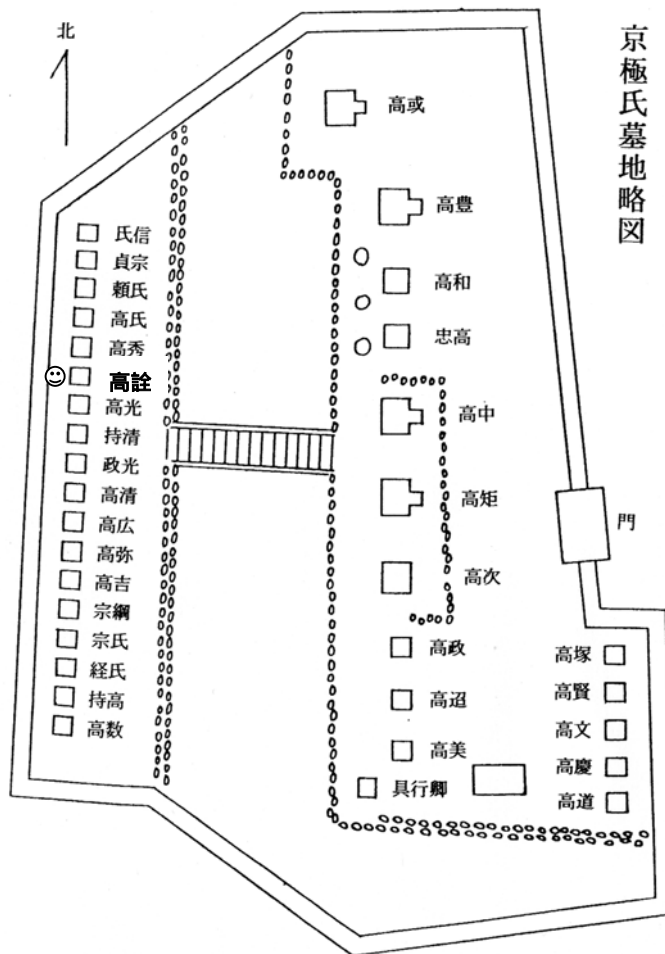 京極氏墓地略図
北
高或
高豊
高和
忠高
高中
高矩
高次
高政
高迢
高美
具行卿
門
高塚
高賢
高文
高慶
高道
氏信
貞宗
頼氏
高氏
高秀
高詮
高光
持清
政光
高清
高広
高弥
高吉
宗綱
宗氏
経氏
持高
高数